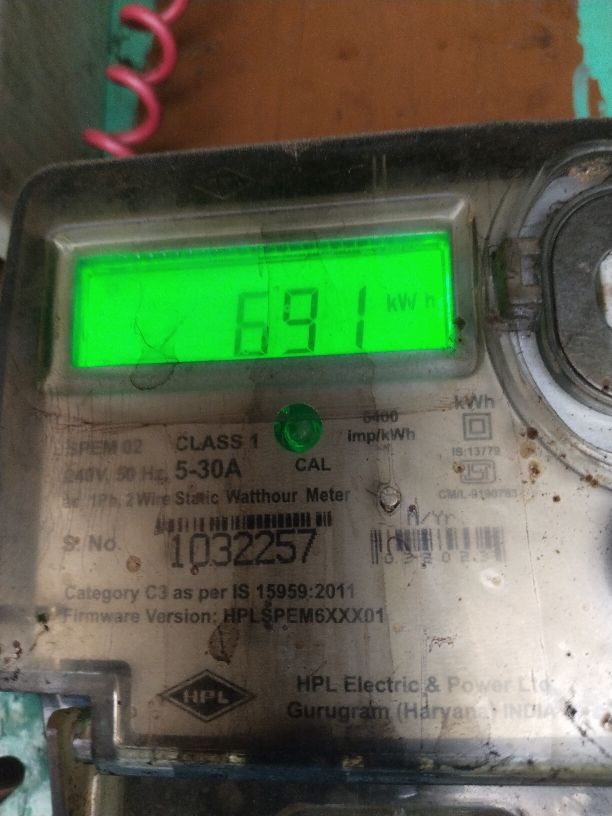 691 kWh
SPEM 02 CLASS 1 6400 kWh
imp/kWh
240V, 50 Hz, 5-30A CAL IS:13779
ac, 1Ph, 2 Wire Static Watthour Meter
M/Yr
S. No. 1032257
Category C3 as per IS 15959:2011
Firmware Version: HPLSPEM6XXX01
HPL HPL Electric & Power Ltd
Gurugram (Haryana) INDIA